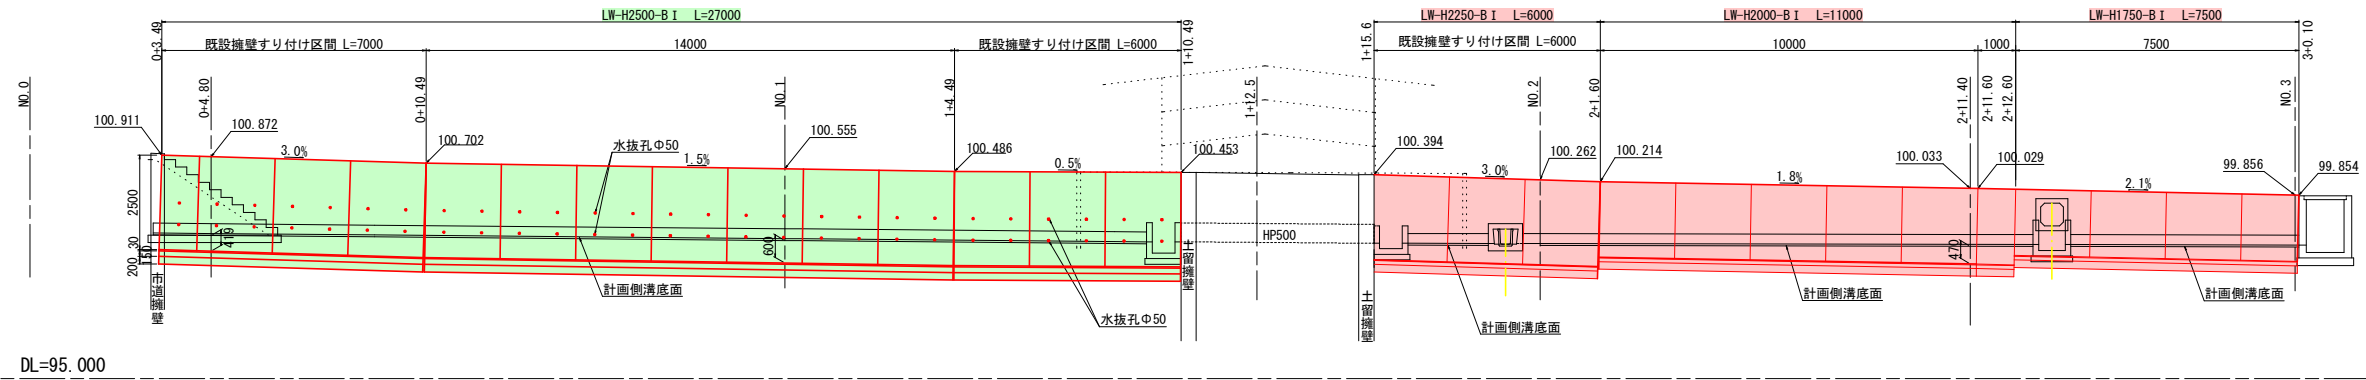 LW-H2500-BⅠ L=27000
LW-H2250-BⅠ L=6000
LW-H2000-BⅠ L=11000
LW-H1750-BⅠ L=7500
既設擁壁すり付け区間 L=7000
14000
既設擁壁すり付け区間 L=6000
既設擁壁すり付け区間 L=6000
10000
1000
7500
NO.0
0+3.49
0+4.80
0+10.49
NO.1
1+4.49
1+10.49
1+12.5
1+15.6
NO.2
2+1.60
2+11.40
2+11.60
2+12.60
NO.3
3+0.10
100.911
100.872
100.702
100.555
100.486
100.453
100.394
100.262
100.214
100.033
100.029
99.856
99.854
3.0%
水抜孔Φ50
1.5%
0.5%
3.0%
1.8%
2.1%
2500
30
150
200
419
600
HP500
470
市道擁壁
計画側溝底面
水抜孔Φ50
土留擁壁
土留擁壁
計画側溝底面
計画側溝底面
計画側溝底面
DL=95.000